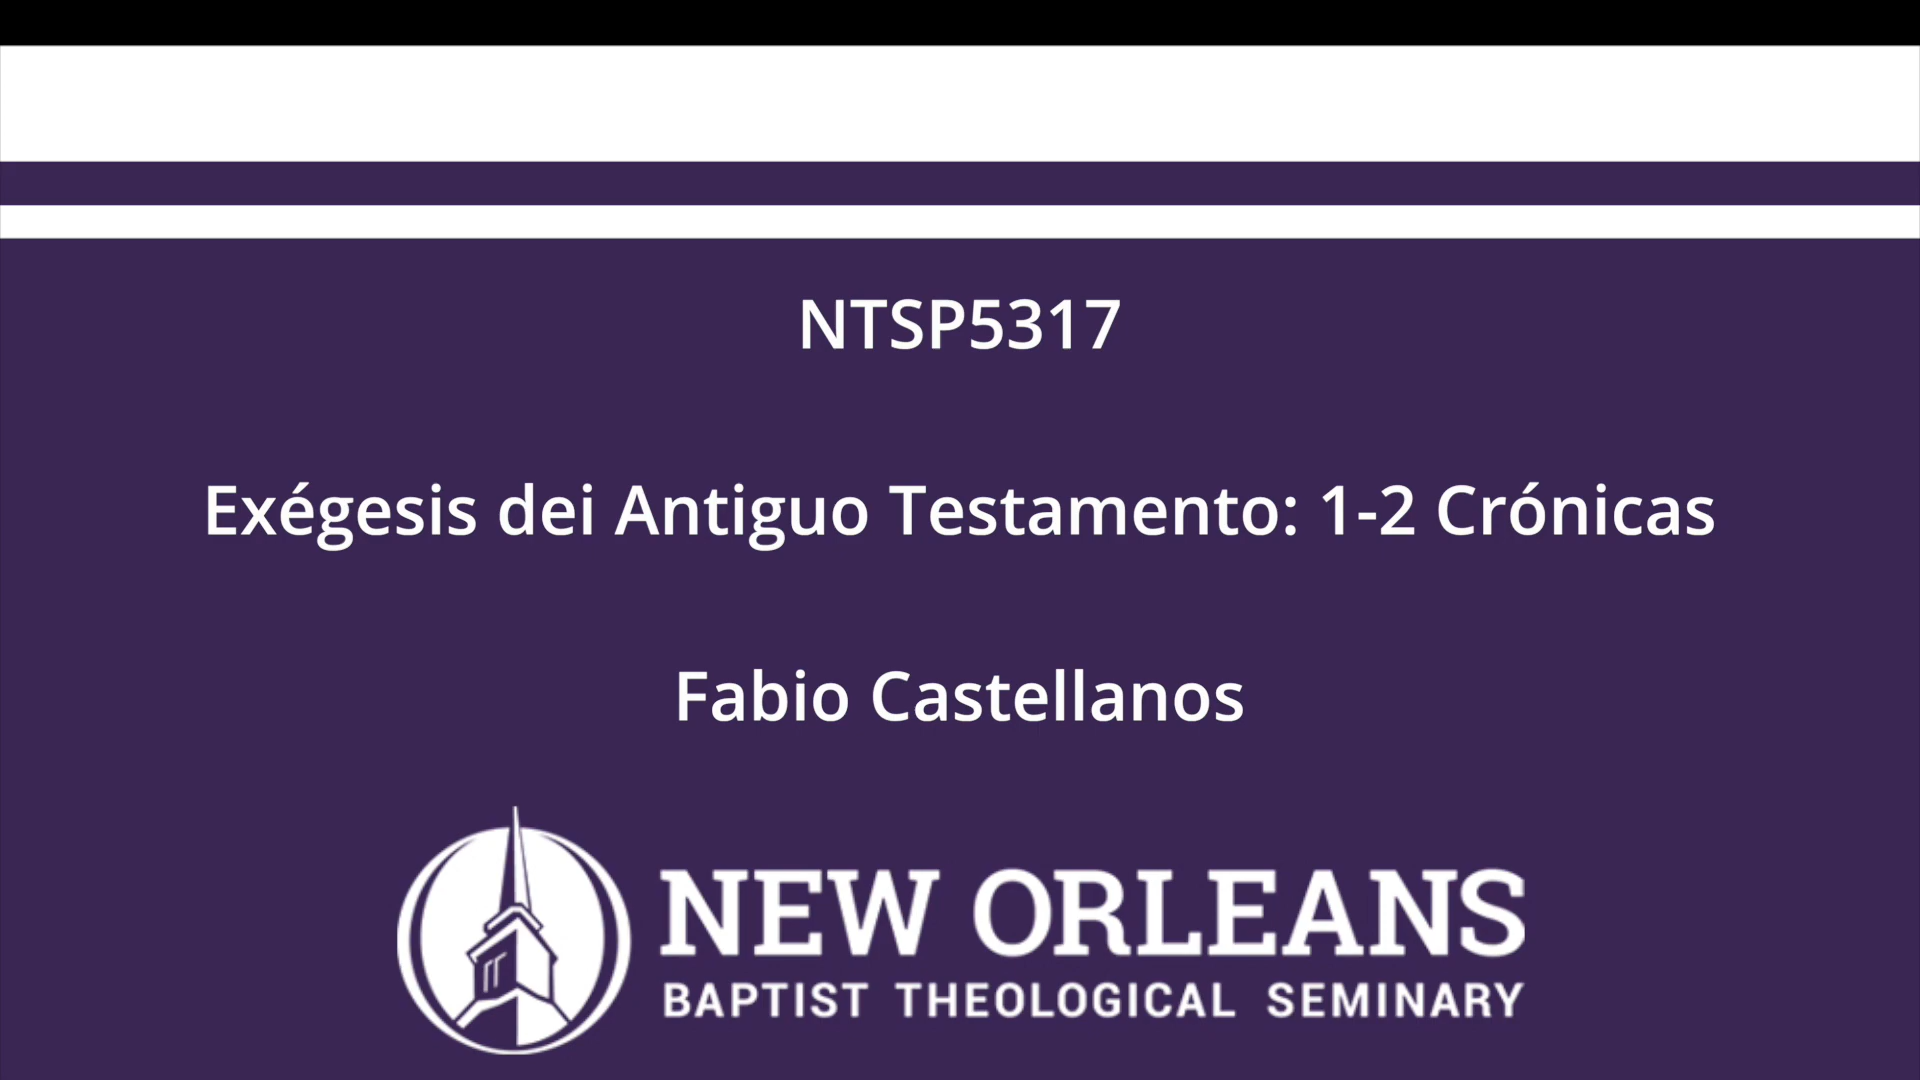 NTSP5317
Exégesis dei Antiguo Testamento: 1-2 Crónicas
Fabio Castellanos
NEW ORLEANS
BAPTIST THEOLOGICAL SEMINARY